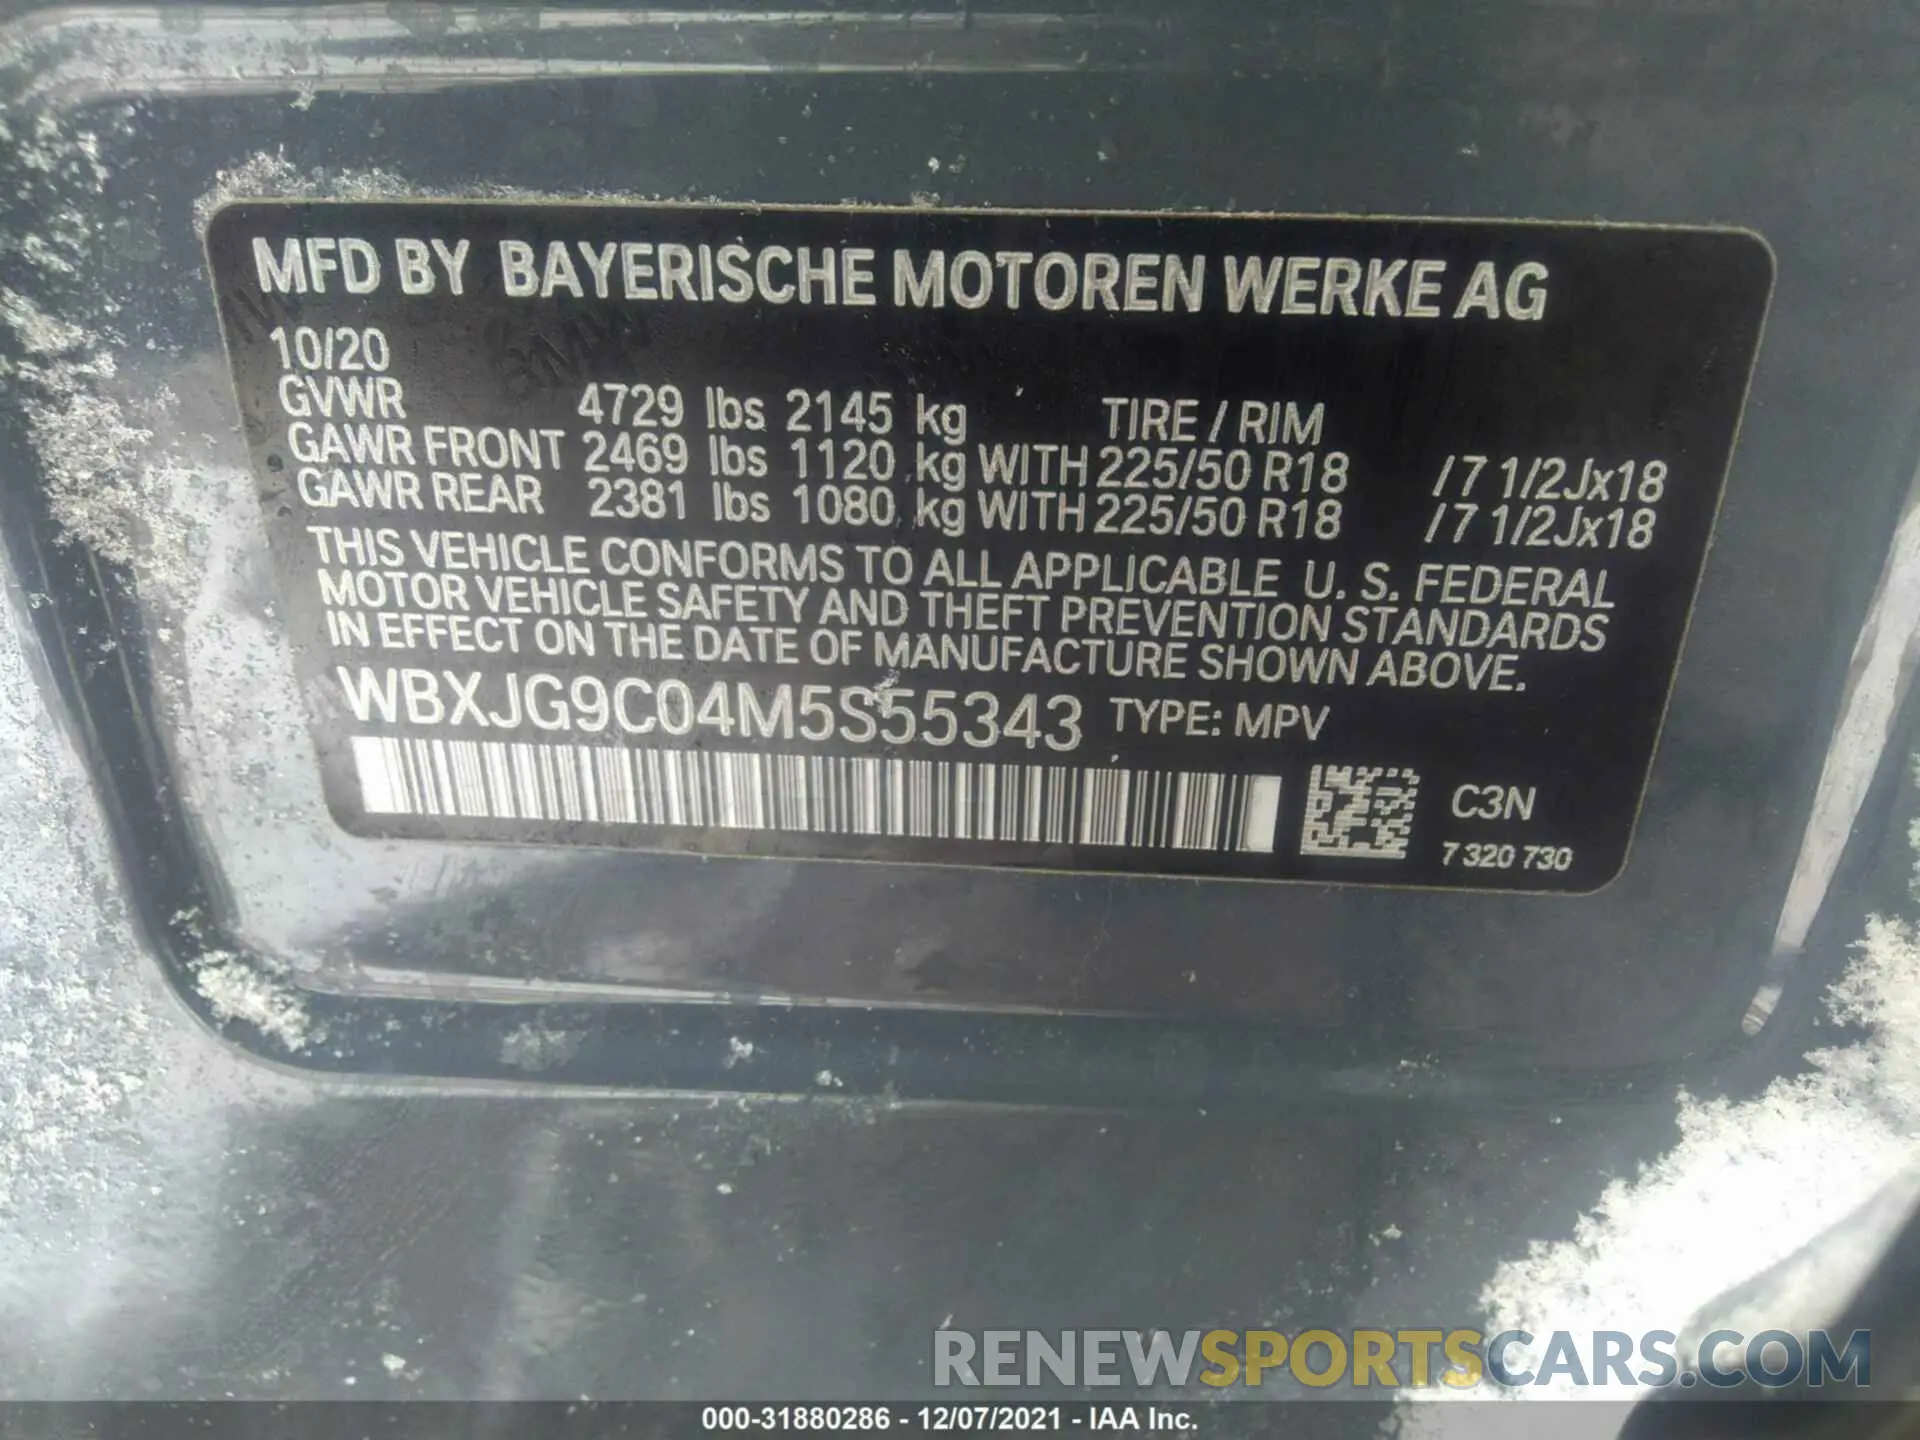 MFD BY BAYERISCHE MOTOREN WERKE AG
10/20
GVWR 4729 lbs 2145 kg TIRE / RIM
GAWR FRONT 2469 lbs 1120 kg WITH 225/50 R18 /7 1/2Jx18
GAWR REAR 2381 lbs 1080 kg WITH 225/50 R18 /7 1/2Jx18
THIS VEHICLE CONFORMS TO ALL APPLICABLE U. S. FEDERAL
MOTOR VEHICLE SAFETY AND THEFT PREVENTION STANDARDS
IN EFFECT ON THE DATE OF MANUFACTURE SHOWN ABOVE.
WBXJG9C04M5S55343 TYPE: MPV
C3N
7 320 730
RENEWSPORTSCARS.COM
000-31880286 - 12/07/2021 - IAA Inc.